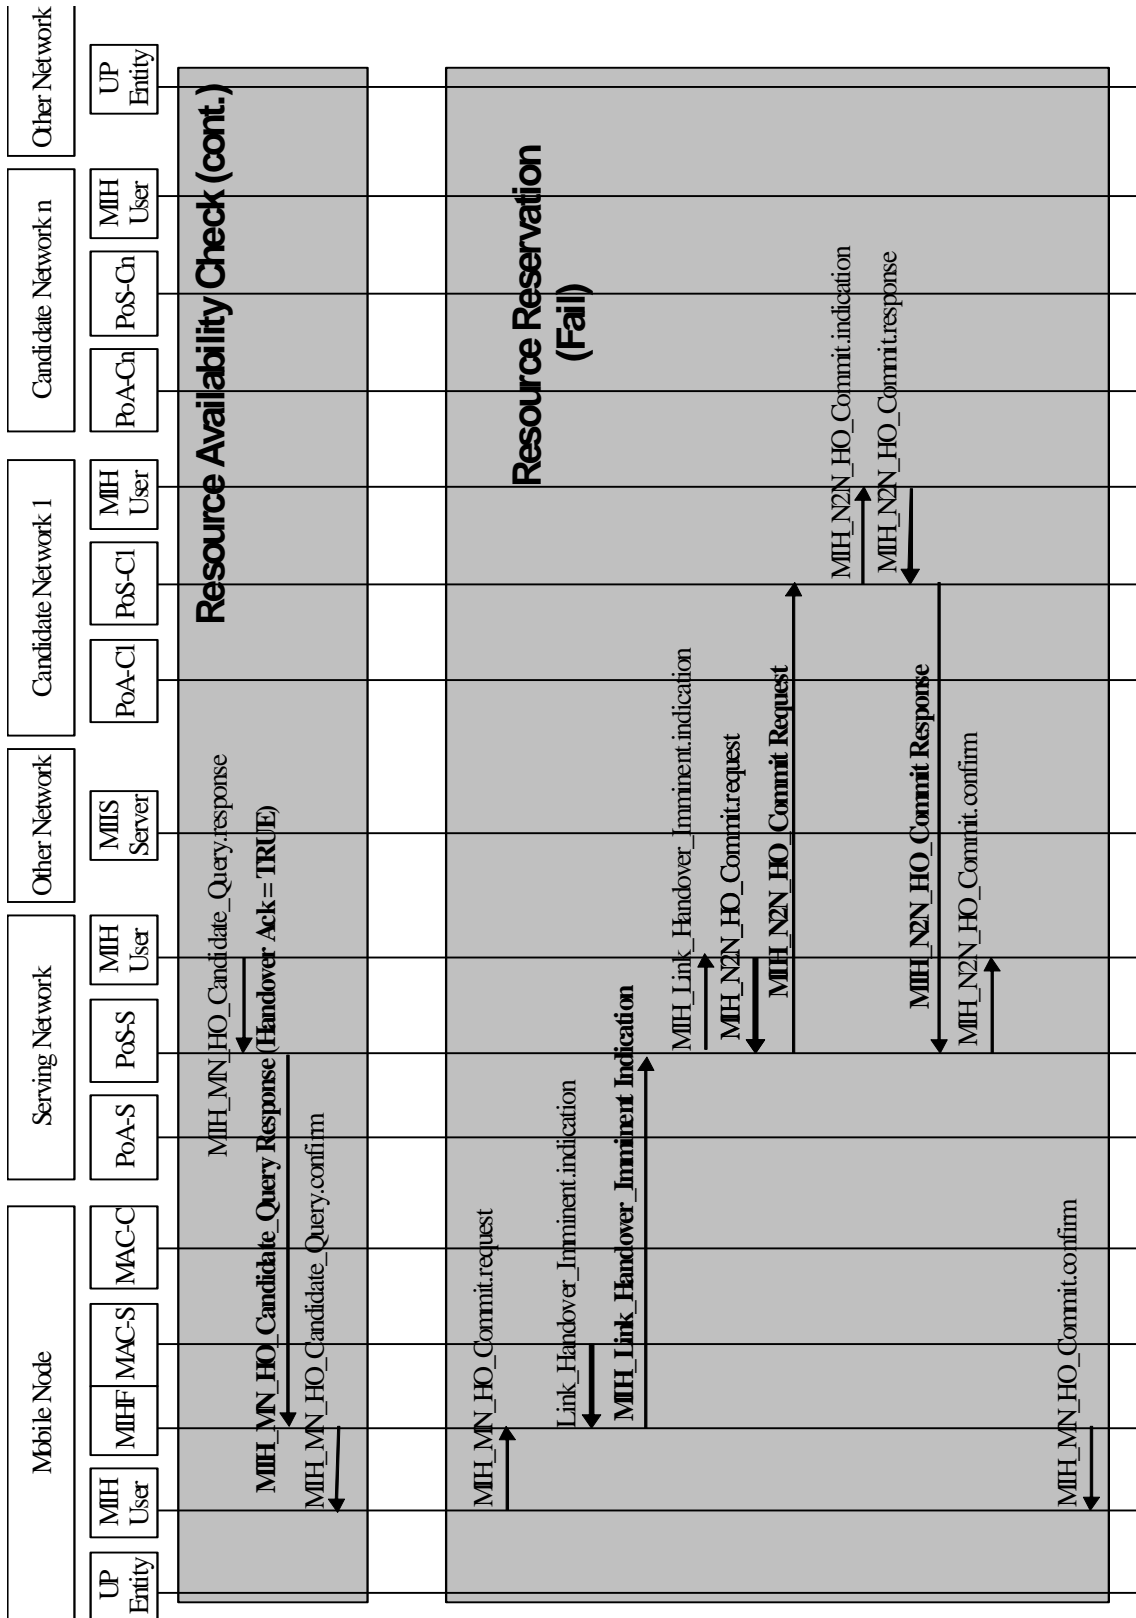 Mobile Node
Serving Network
Other Network
Candidate Network 1
Candidate Network n
Other Network
UP
Entity
MIH
User
MIHF
MAC-S
MAC-C
PoA-S
PoS-S
MIH
User
MIIS
Server
PoA-C1
PoS-C1
MIH
User
PoA-Cn
PoS-Cn
MIH
User
UP
Entity
Resource Availability Check (cont.)
MIH_MN_HO_Candidate_Query.response
MIH_MN_HO_Candidate_Query Response (Handover Ack = TRUE)
MIH_MN_HO_Candidate_Query.confirm
Resource Reservation
(Fail)
MIH_MN_HO_Commit.request
Link_Handover_Imminent.indication
MIH_Link_Handover_Imminent Indication
MIH_Link_Handover_Imminent.indication
MIH_N2N_HO_Commit.request
MIH_N2N_HO_Commit Request
MIH_N2N_HO_Commit.indication
MIH_N2N_HO_Commit.response
MIH_N2N_HO_Commit Response
MIH_N2N_HO_Commit.confirm
MIH_MN_HO_Commit.confirm